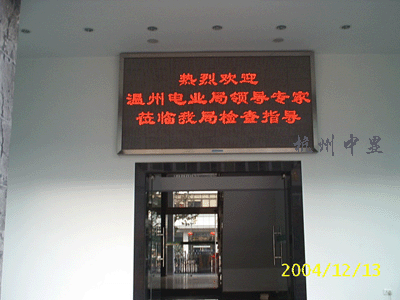 热烈欢迎
温州电业局领导专家
莅临我局检查指导
杭州中显
2004/12/13